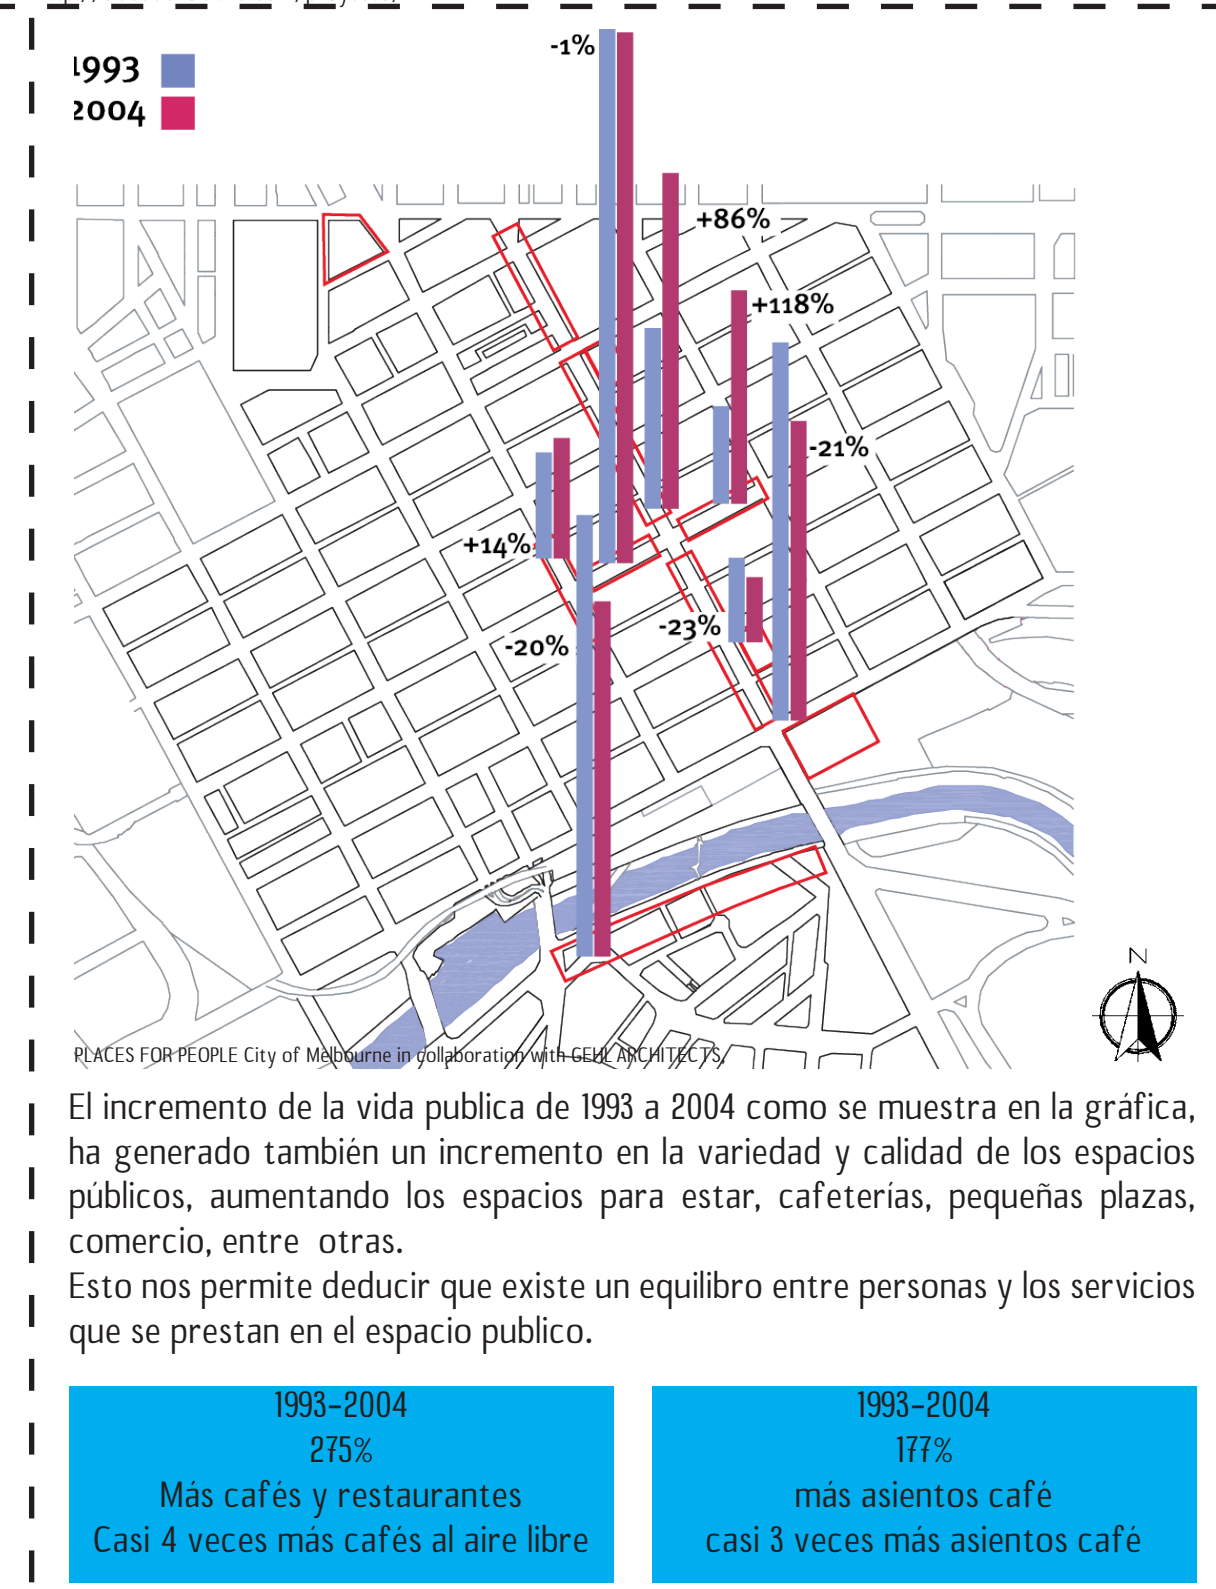 1993
2004
-1%
+86%
+118%
-21%
+14%
-23%
-20%
N
PLACES FOR PEOPLE City of Melbourne in collaboration with GEHL ARCHITECTS.
El incremento de la vida publica de 1993 a 2004 como se muestra en la gráfica,
ha generado también un incremento en la variedad y calidad de los espacios
públicos, aumentando los espacios para estar, cafeterías, pequeñas plazas,
comercio, entre otras.
Esto nos permite deducir que existe un equilibro entre personas y los servicios
que se prestan en el espacio publico.
1993-2004
275%
Más cafés y restaurantes
Casi 4 veces más cafés al aire libre
1993-2004
177%
más asientos café
casi 3 veces más asientos café